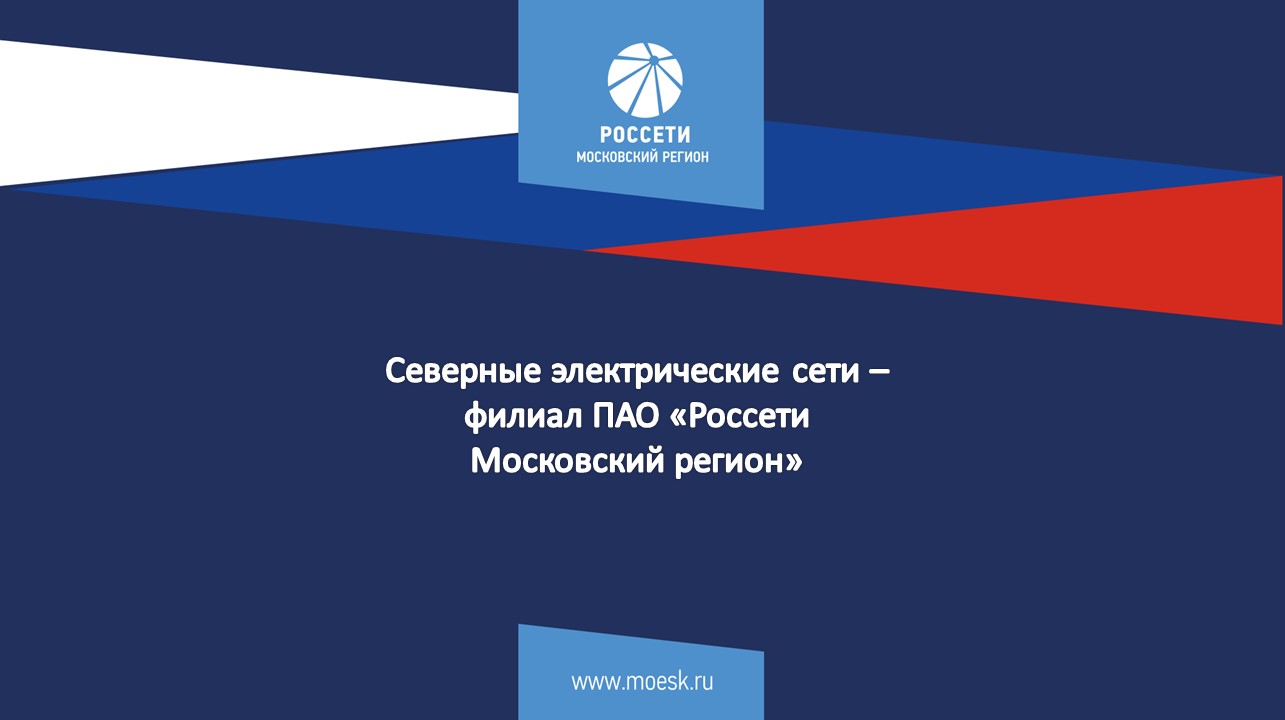 РОССЕТИ
МОСКОВСКИЙ РЕГИОН
Северные электрические сети –
филиал ПАО «Россети
Московский регион»
www.moesk.ru